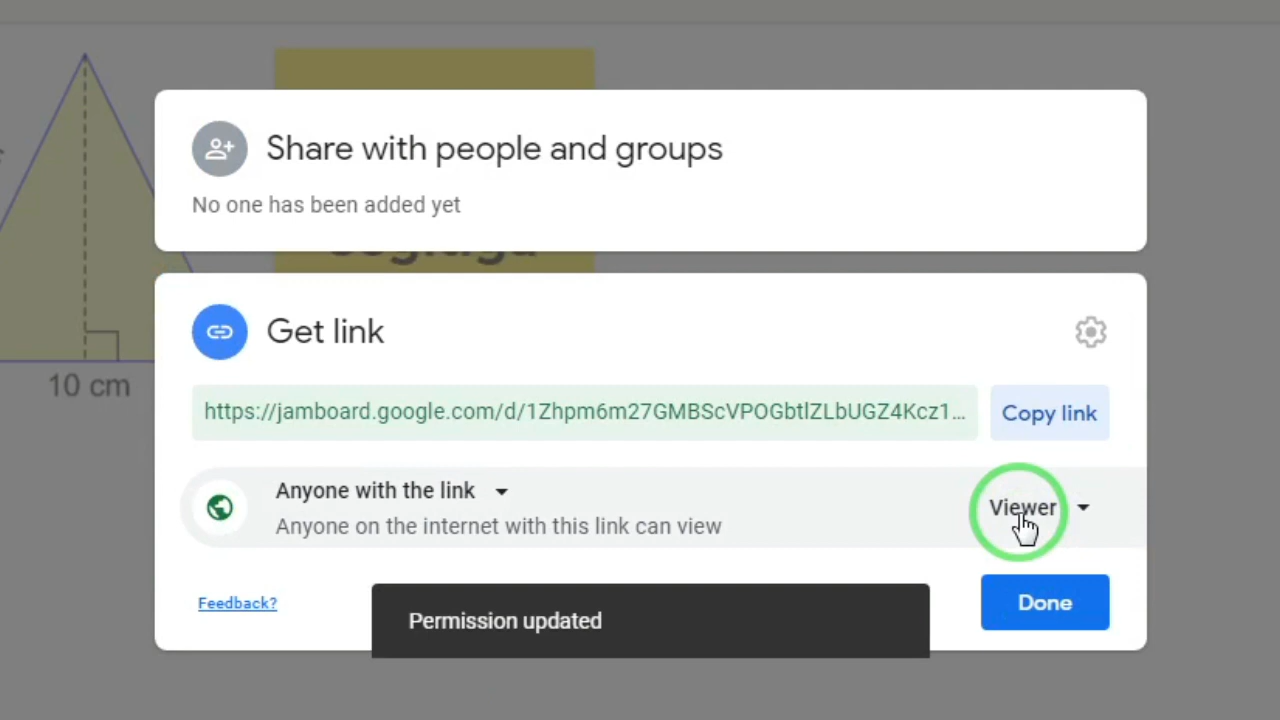 Share with people and groups
No one has been added yet
Get link
https://jamboard.google.com/d/1Zhpm6m27GMBScVPOGbtlZLbUGZ4Kcz1...
Copy link
10 cm
Anyone with the link
Anyone on the internet with this link can view
Viewer
Feedback?
Permission updated
Done